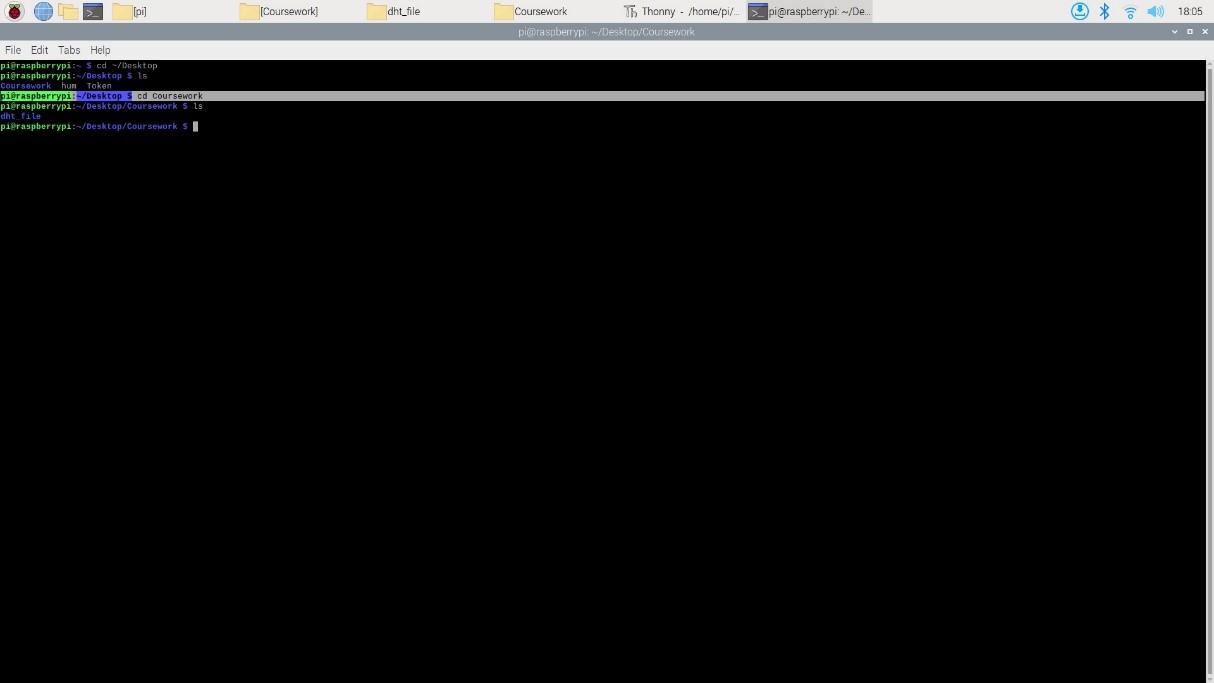 [pi] [Coursework] dht_file Coursework Thonny - /home/pi/... pi@raspberrypi: ~/De... 18:05
pi@raspberrypi: ~/Desktop/Coursework
File Edit Tabs Help
pi@raspberrypi:~ $ cd ~/Desktop
pi@raspberrypi:~/Desktop $ ls
Coursework hum Token
pi@raspberrypi:~/Desktop $ cd Coursework
pi@raspberrypi:~/Desktop/Coursework $ ls
dht_file
pi@raspberrypi:~/Desktop/Coursework $